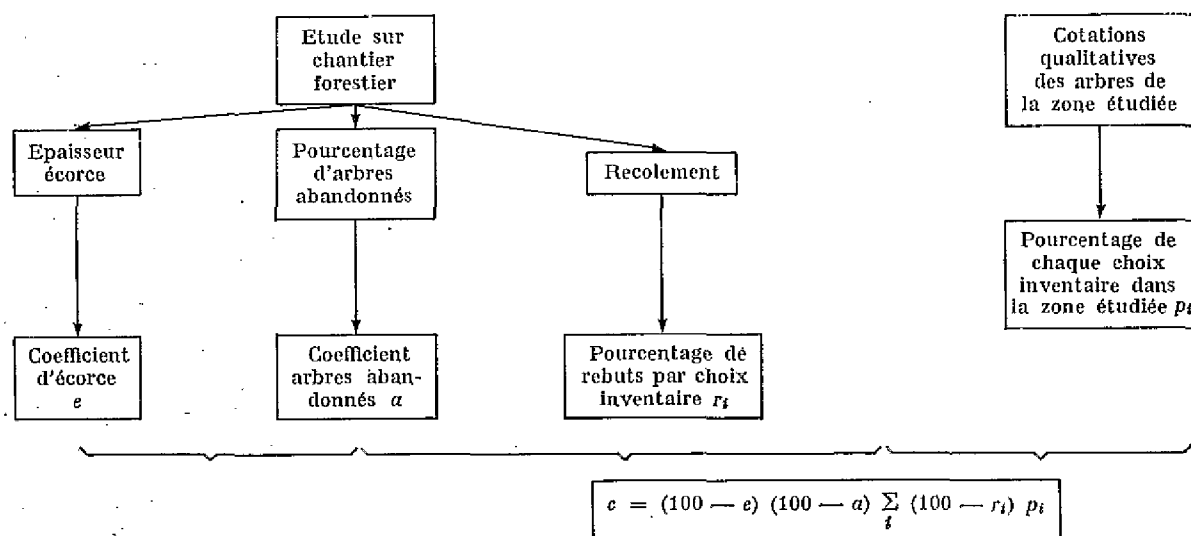 Etude sur
chantier
forestier
Cotations
qualitatives
des arbres de
la zone étudiée
Epaisseur
écorce
Pourcentage
d'arbres
abandonnés
Recolement
Pourcentage de
chaque choix
inventaire dans
la zone étudiée pi
Coefficient
d'écorce
e
Coefficient
arbres aban-
donnés a
Pourcentage de
rebuts par choix
inventaire ri
c = (100 — e) (100 — a) Σ i (100 — ri) pi